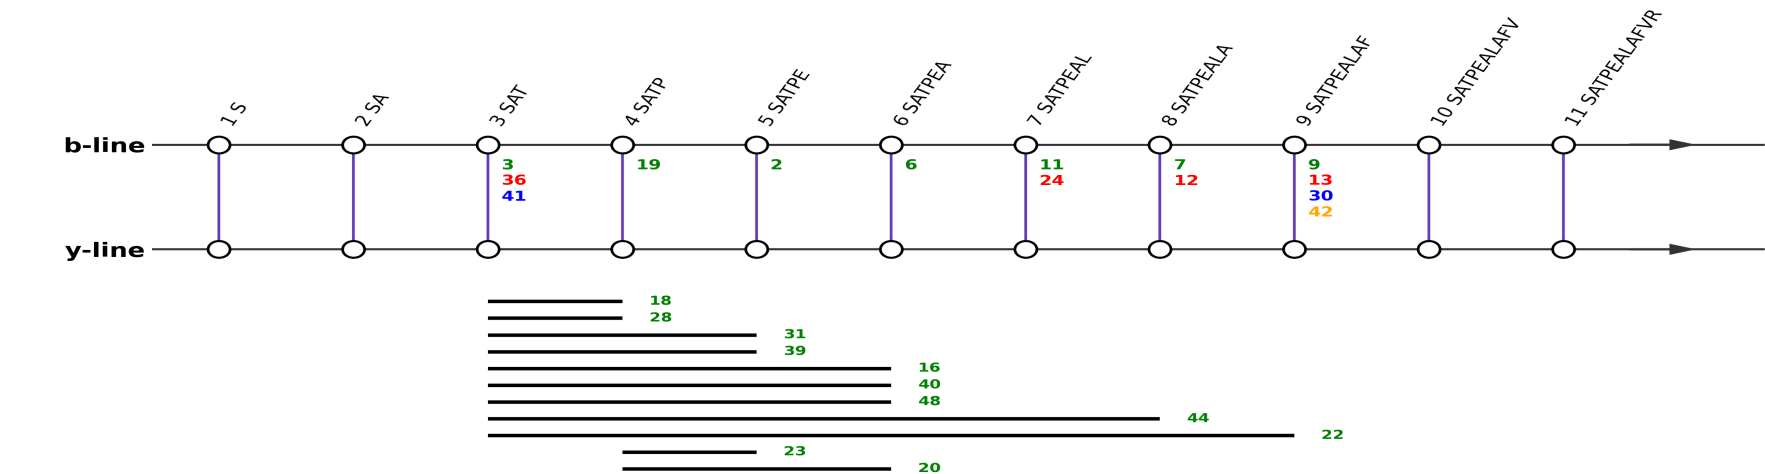 1 S
2 SA
3 SAT
4 SATP
5 SATPE
6 SATPEA
7 SATPEAL
8 SATPEALA
9 SATPEALAF
10 SATPEALAFV
11 SATPEALAFVR
b-line
3 19 2 6 11 7 9
36 24 12 13
41 30
42
y-line
18
28
31
39
16
40
48
44
22
23
20